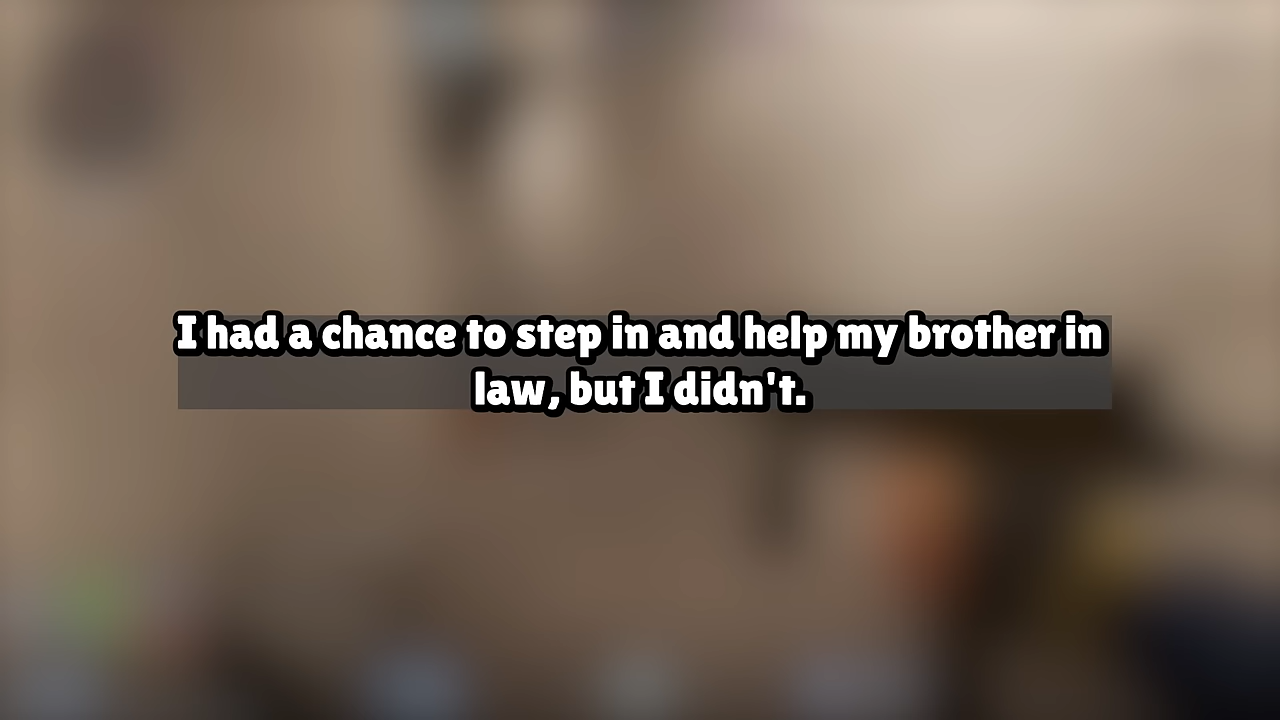 I had a chance to step in and help my brother in
law, but I didn't.